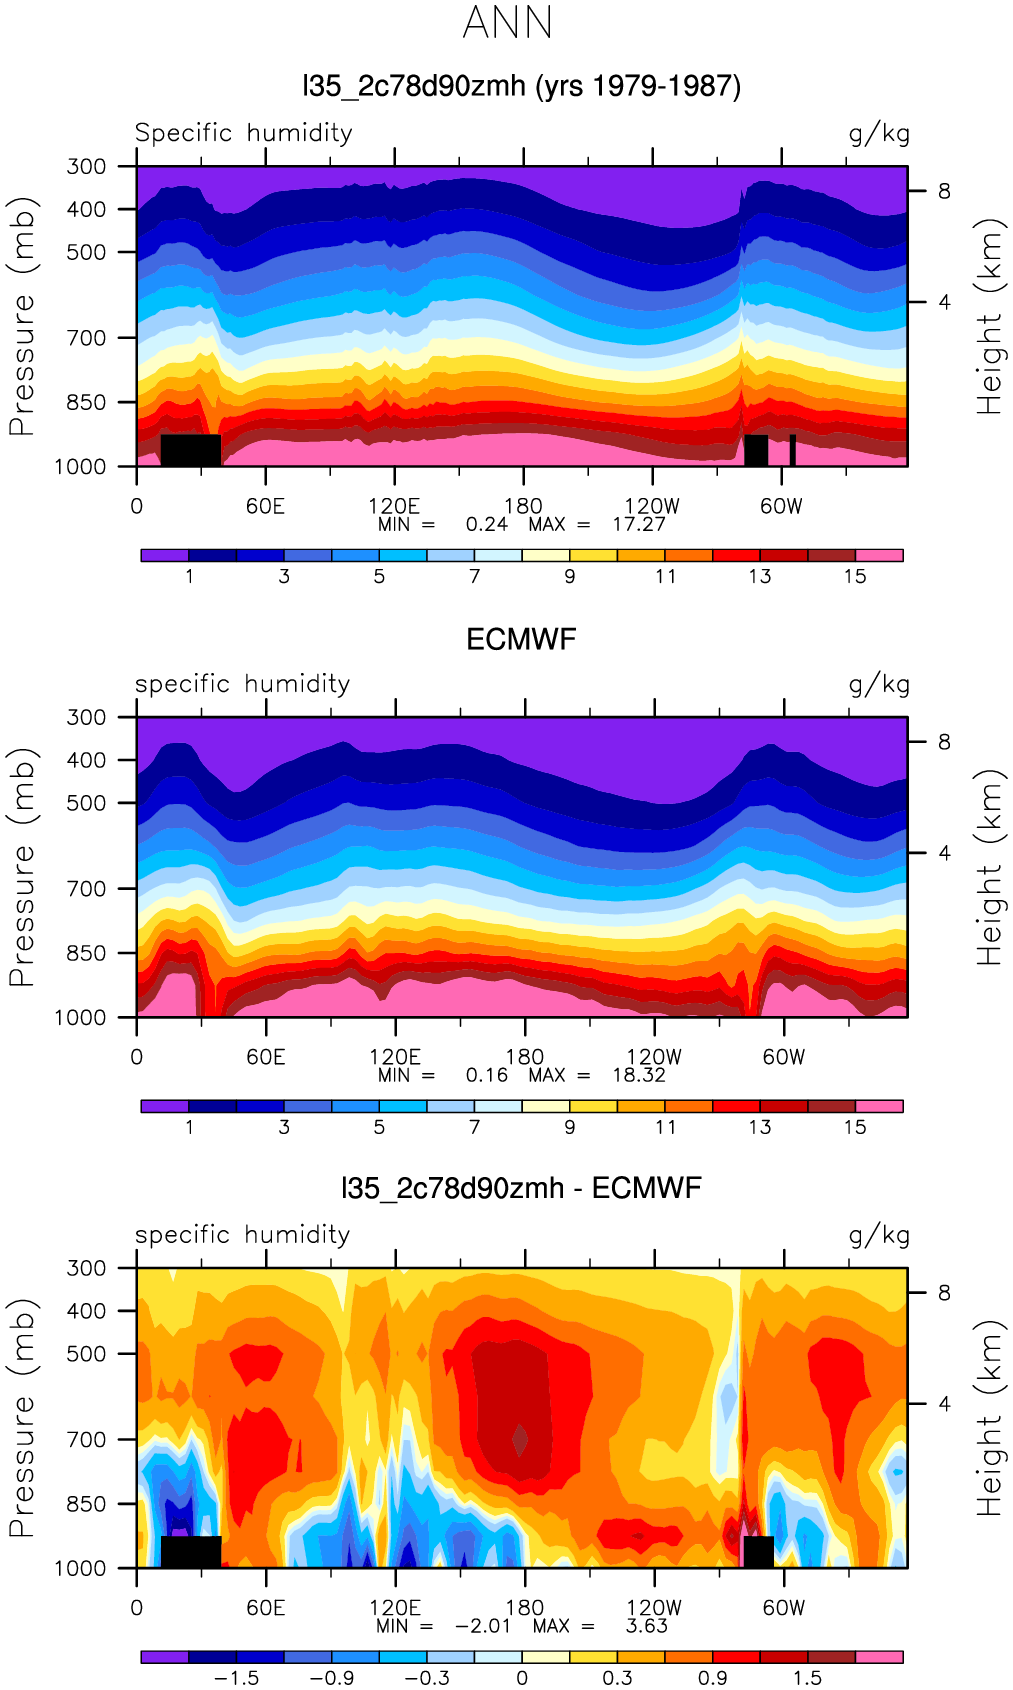 ANN
l35_2c78d90zmh (yrs 1979-1987)
Specific humidity g/kg
300
400
500
700
850
1000
Pressure (mb)
8
4
Height (km)
0 60E 120E 180 120W 60W
MIN = 0.24 MAX = 17.27
1 3 5 7 9 11 13 15
ECMWF
specific humidity g/kg
300
400
500
700
850
1000
Pressure (mb)
8
4
Height (km)
0 60E 120E 180 120W 60W
MIN = 0.16 MAX = 18.32
1 3 5 7 9 11 13 15
l35_2c78d90zmh - ECMWF
specific humidity g/kg
300
400
500
700
850
1000
Pressure (mb)
8
4
Height (km)
0 60E 120E 180 120W 60W
MIN = -2.01 MAX = 3.63
-1.5 -0.9 -0.3 0 0.3 0.9 1.5